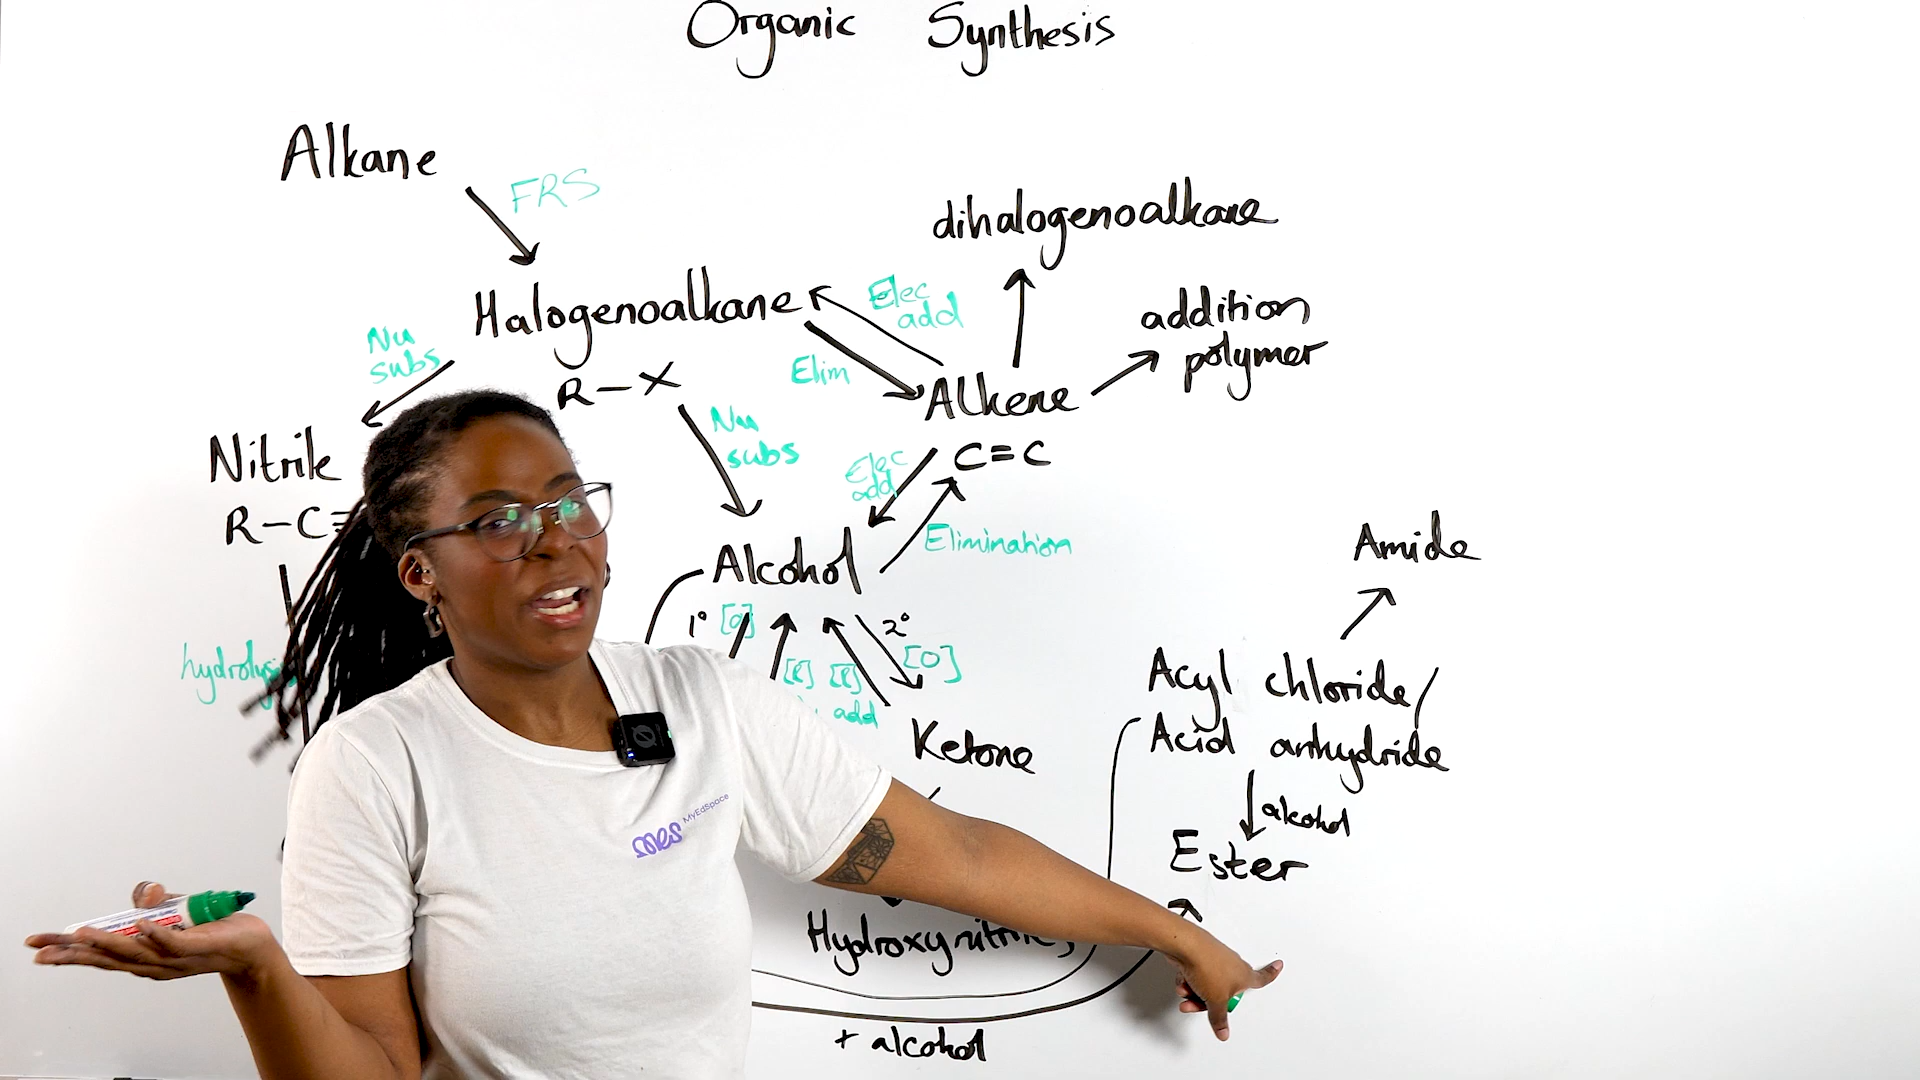 Organic Synthesis
Alkane
FRS
dihalogenoalkane
Halogenoalkane
Elec
add
addition
polymer
Nu
subs
Elim
R-X
Alkene
C=C
Nu
subs
Nitrile
R-C≡
Elec
add
Elimination
Alcohol
Amide
1° [O]
2°
[O]
hydrolysis
[R] [R]
add
Acyl chloride/
Acid anhydride
Ketone
alcohol
Ester
mes MyEdSpace
Hydroxynitrile
+ alcohol